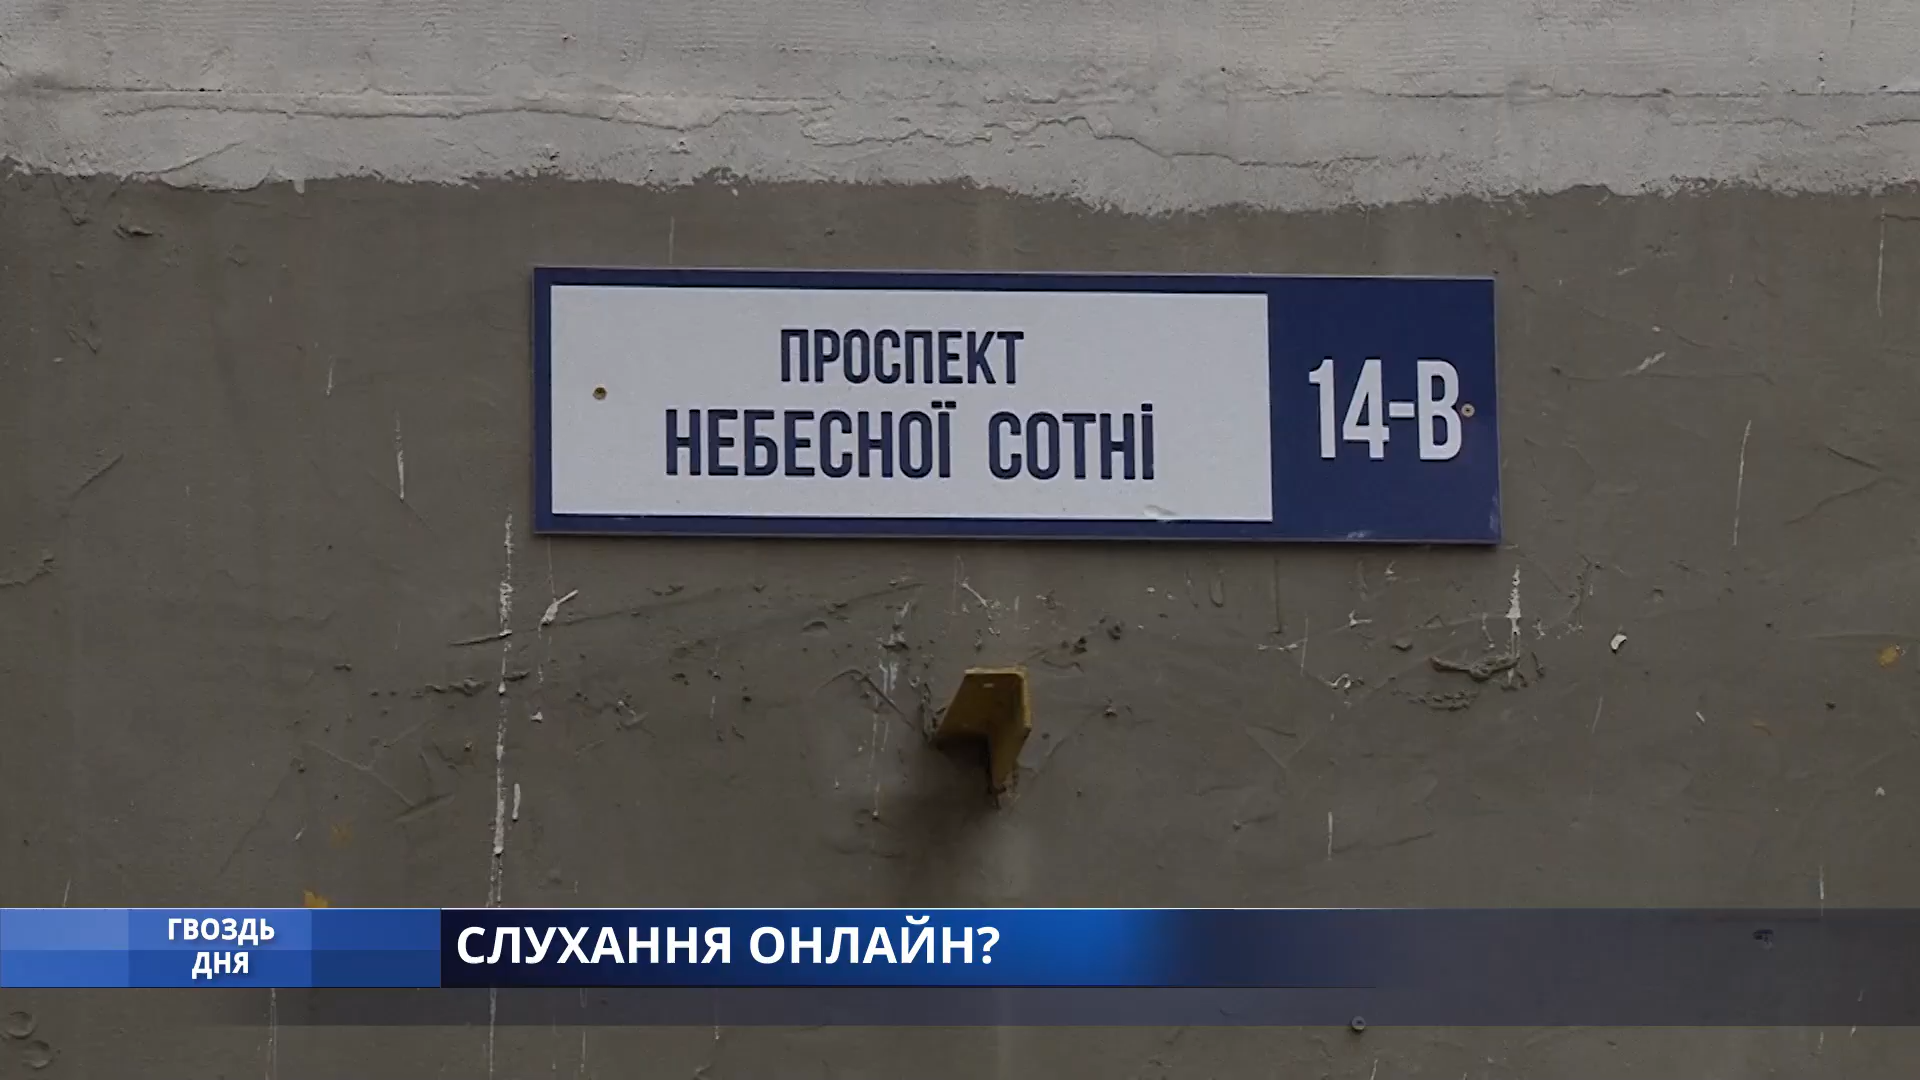 ПРОСПЕКТ
НЕБЕСНОЇ СОТНІ
14-В
ГВОЗДЬ
ДНЯ
СЛУХАННЯ ОНЛАЙН?